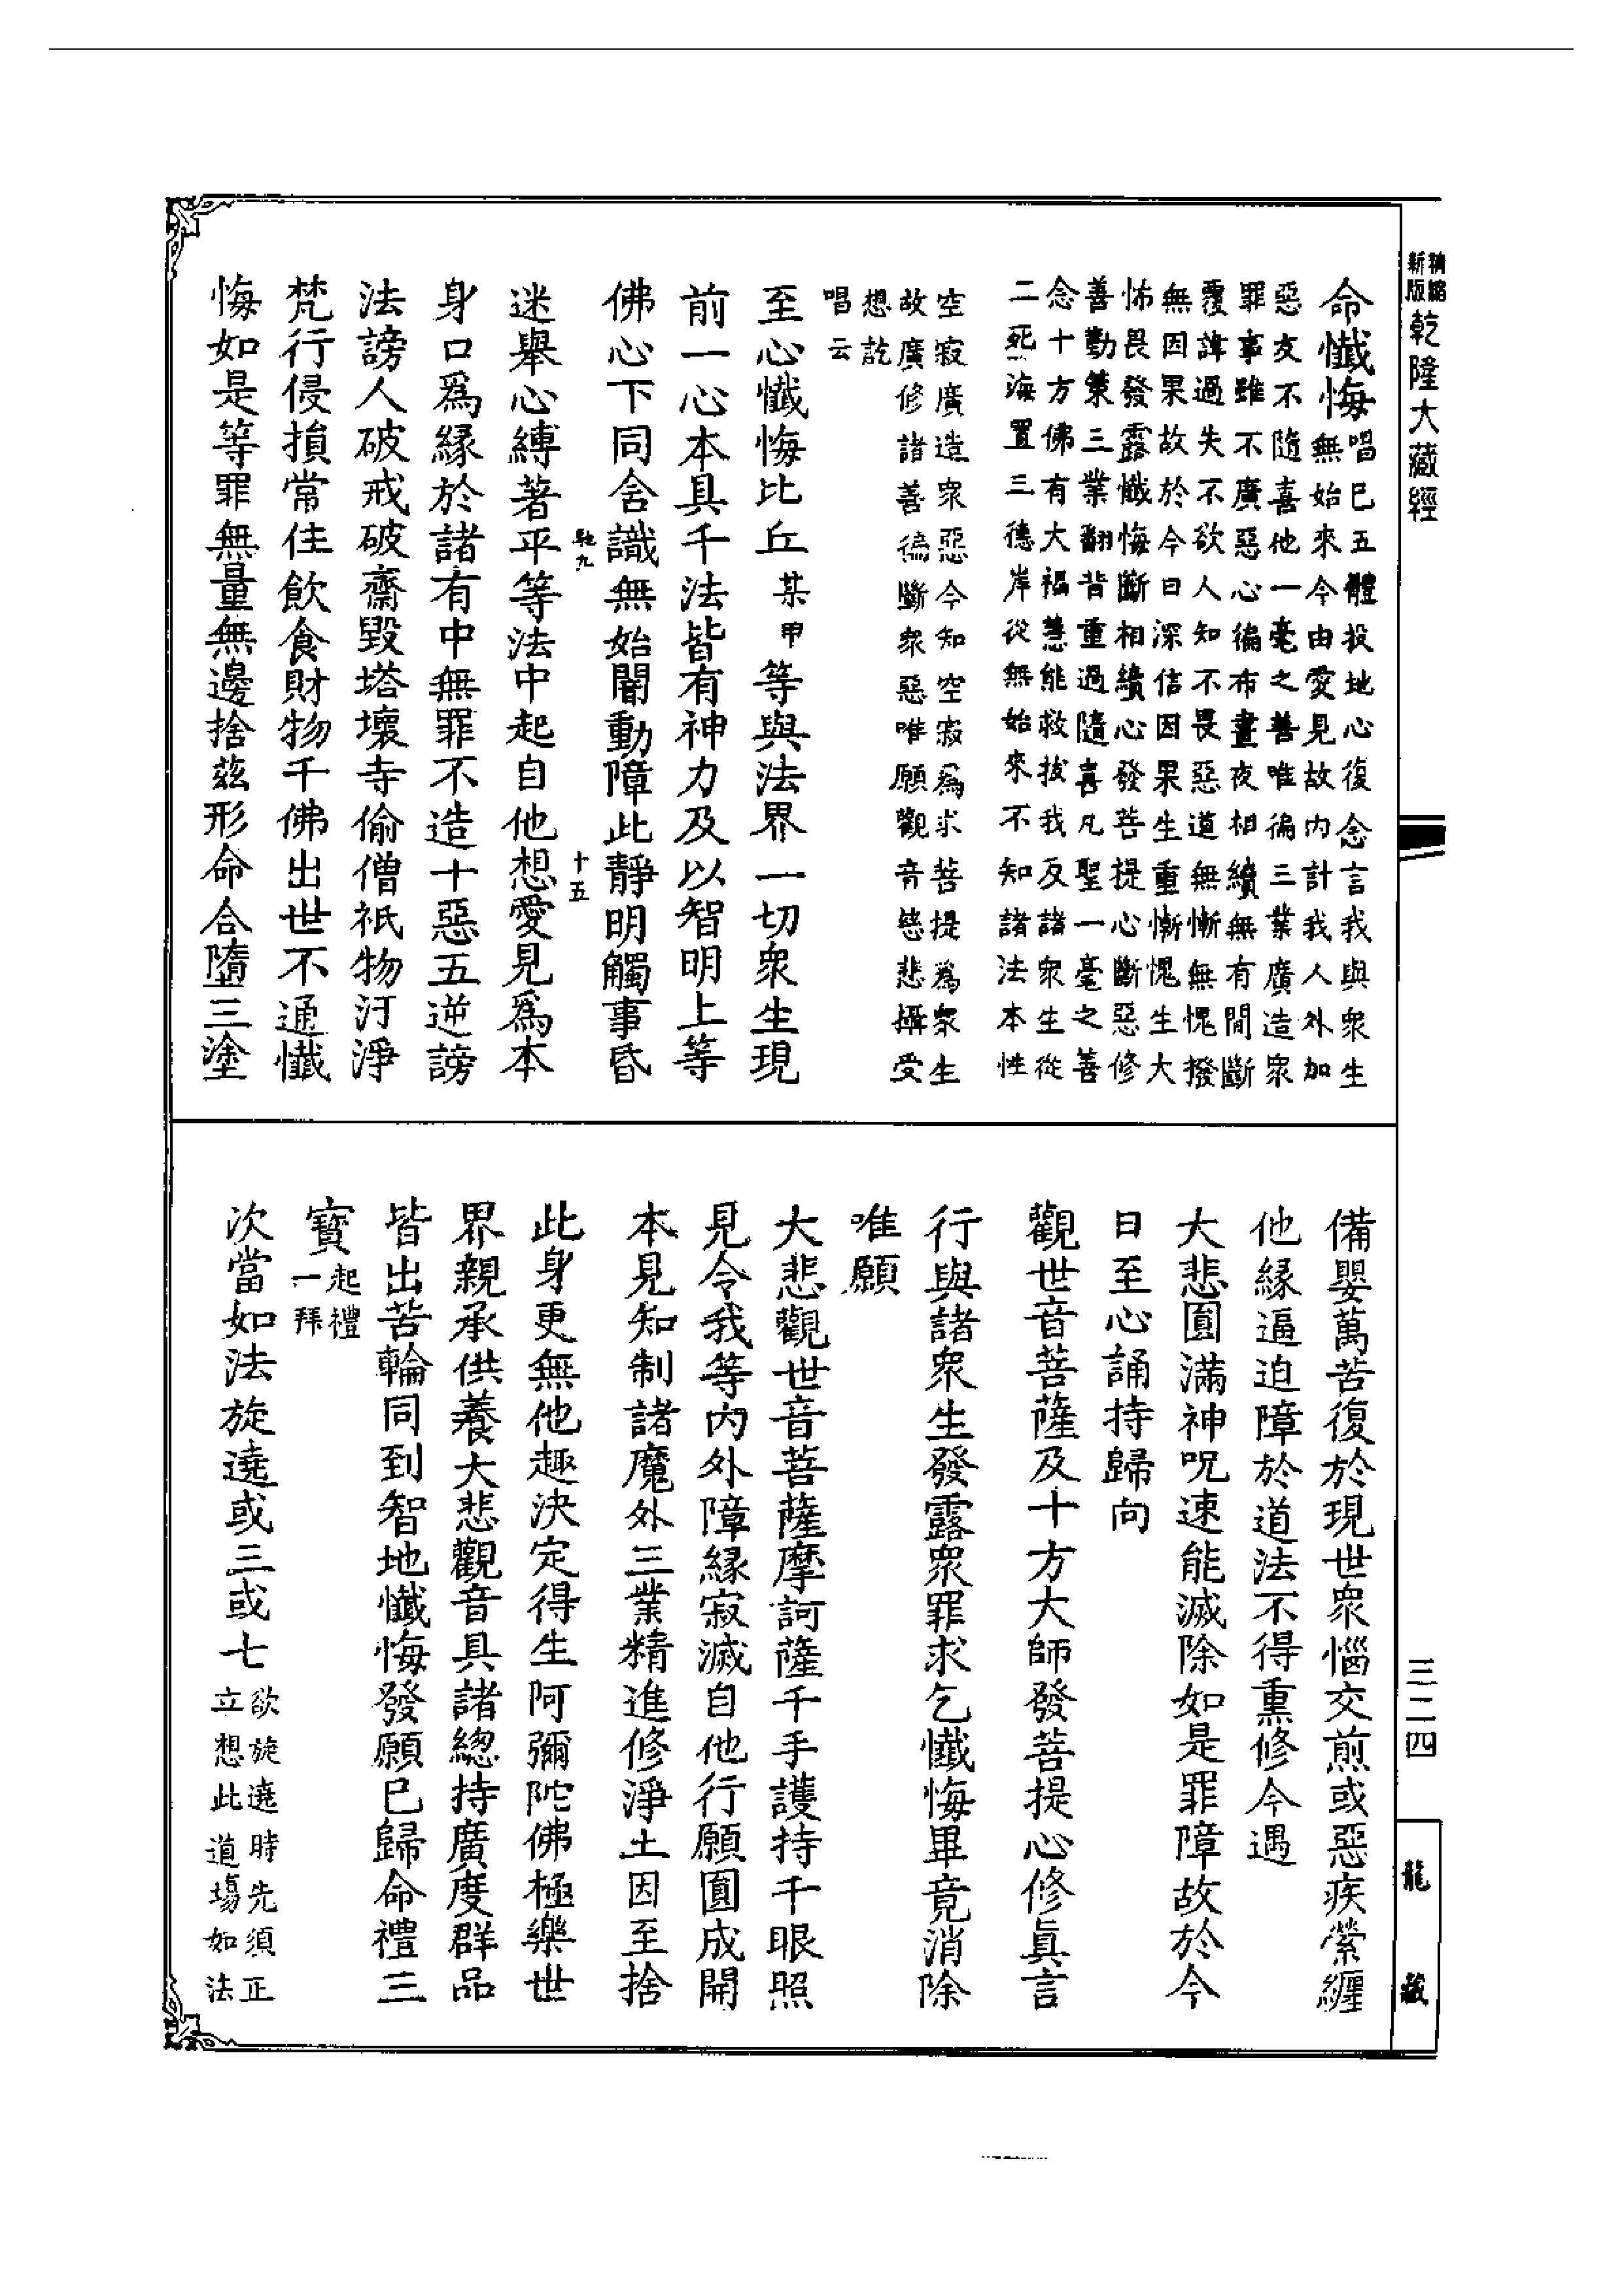 精縮新版乾隆大藏經
命懺悔唱已五體投地心復念言我與衆生
無始來今由愛見故内計我人外加
惡友不隨喜他一毫之善唯徧三業廣造衆
罪事雖不廣惡心徧布晝夜相續無有間斷
覆諱過失不欲人知不畏惡道無慚無愧撥
無因果故於今日深信因果生重慚愧生大
怖畏發露懺悔斷相續心發菩提心斷惡修
善勤策三業翻昔重過隨喜凡聖一毫之善
念十方佛有大福慧能救拔我及諸衆生從
二死海置三德岸從無始來不知諸法本性
空寂廣造衆惡今知空寂爲求菩提爲衆生
故廣修諸善徧斷衆惡唯願觀音慈悲攝受
想訖
唱云
至心懺悔比丘某甲等與法界一切衆生現
前一心本具千法皆有神力及以智明上等
佛心下同含識無始闇動障此靜明觸事昏
九
十五
迷舉心縛著平等法中起自他想愛見爲本
身口爲緣於諸有中無罪不造十惡五逆謗
法謗人破戒破齋毀塔壞寺偷僧祇物汙淨
梵行侵損常住飲食財物千佛出世不通懺
悔如是等罪無量無邊捨茲形命合墮三塗
備嬰萬苦復於現世衆惱交煎或惡疾縈纏
他緣逼迫障於道法不得熏修今遇
大悲圓滿神呪速能滅除如是罪障故於今
日至心誦持歸向
觀世音菩薩及十方大師發菩提心修眞言
行與諸衆生發露衆罪求乞懺悔畢竟消除
唯願
大悲觀世音菩薩摩訶薩千手護持千眼照
見令我等内外障緣寂滅自他行願圓成開
本見知制諸魔外三業精進修淨土因至捨
此身更無他趣決定得生阿彌陀佛極樂世
界親承供養大悲觀音具諸總持廣度群品
皆出苦輪同到智地懺悔發願已歸命禮三
寶起禮
一拜
次當如法旋遶或三或七欲旋遶時先須正
立想此道場如法
三二四
龍藏